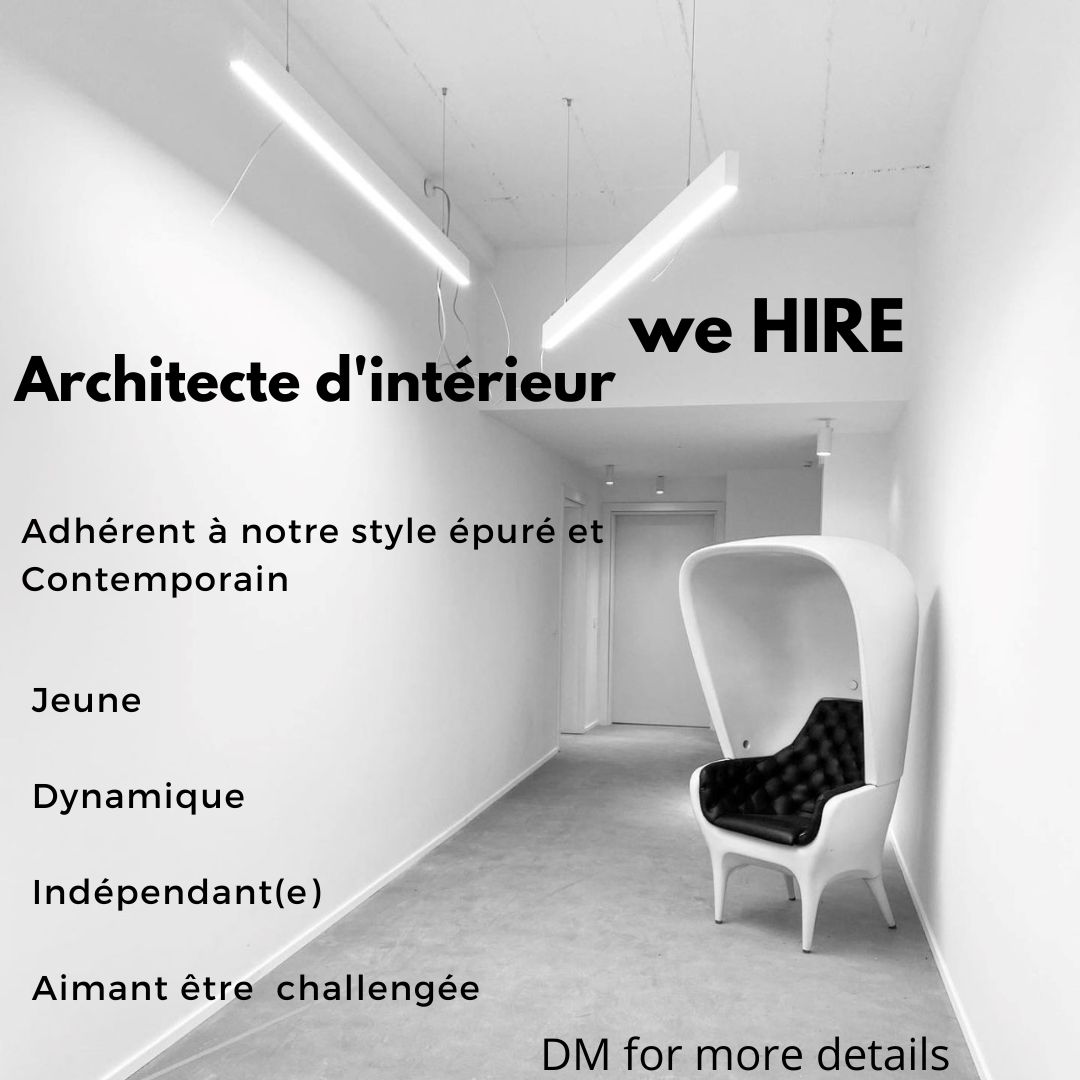 we HIRE
Architecte d'intérieur
Adhérent à notre style épuré et
Contemporain
Jeune
Dynamique
Indépendant(e)
Aimant être challengée
DM for more details